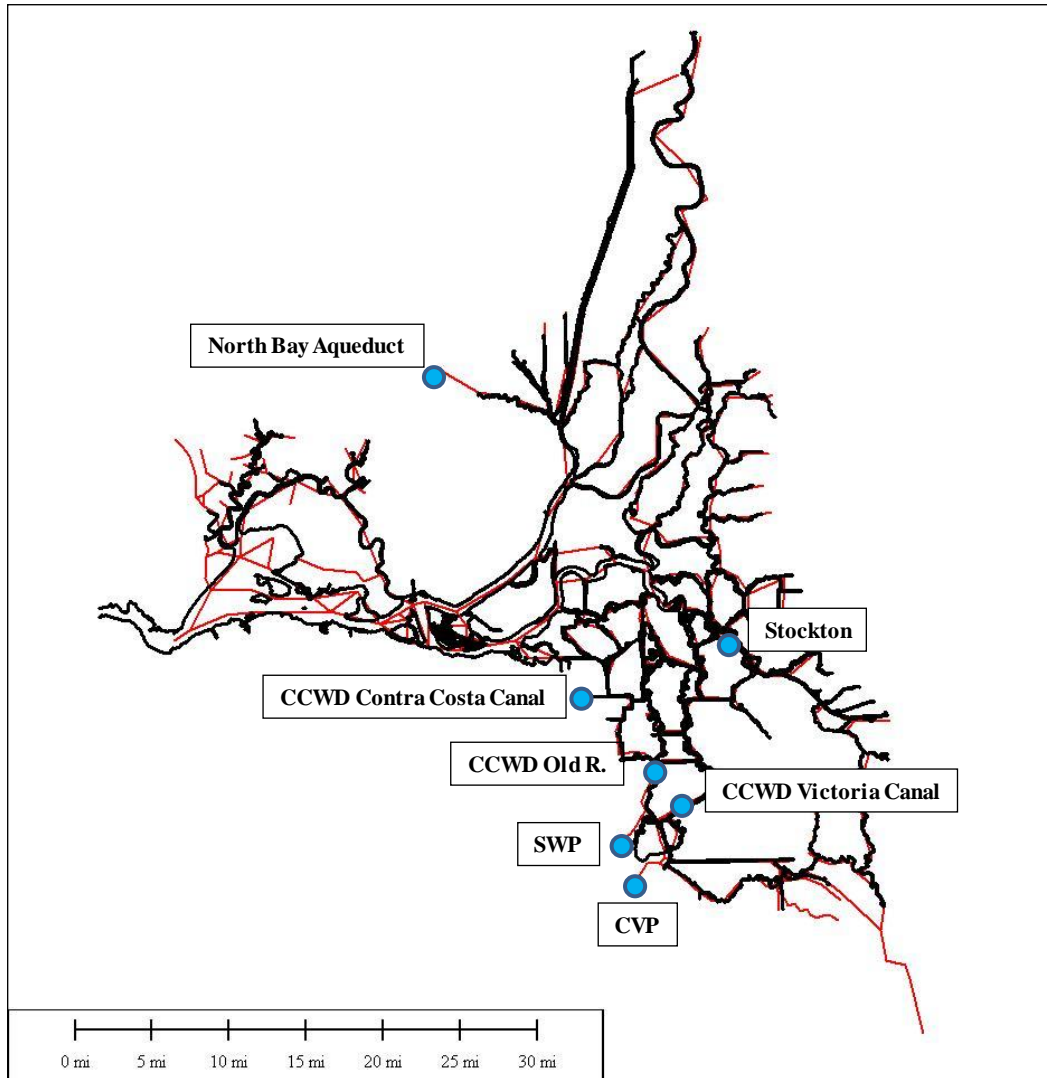 North Bay Aqueduct
Stockton
CCWD Contra Costa Canal
CCWD Old R.
CCWD Victoria Canal
SWP
CVP
0 mi 5 mi 10 mi 15 mi 20 mi 25 mi 30 mi